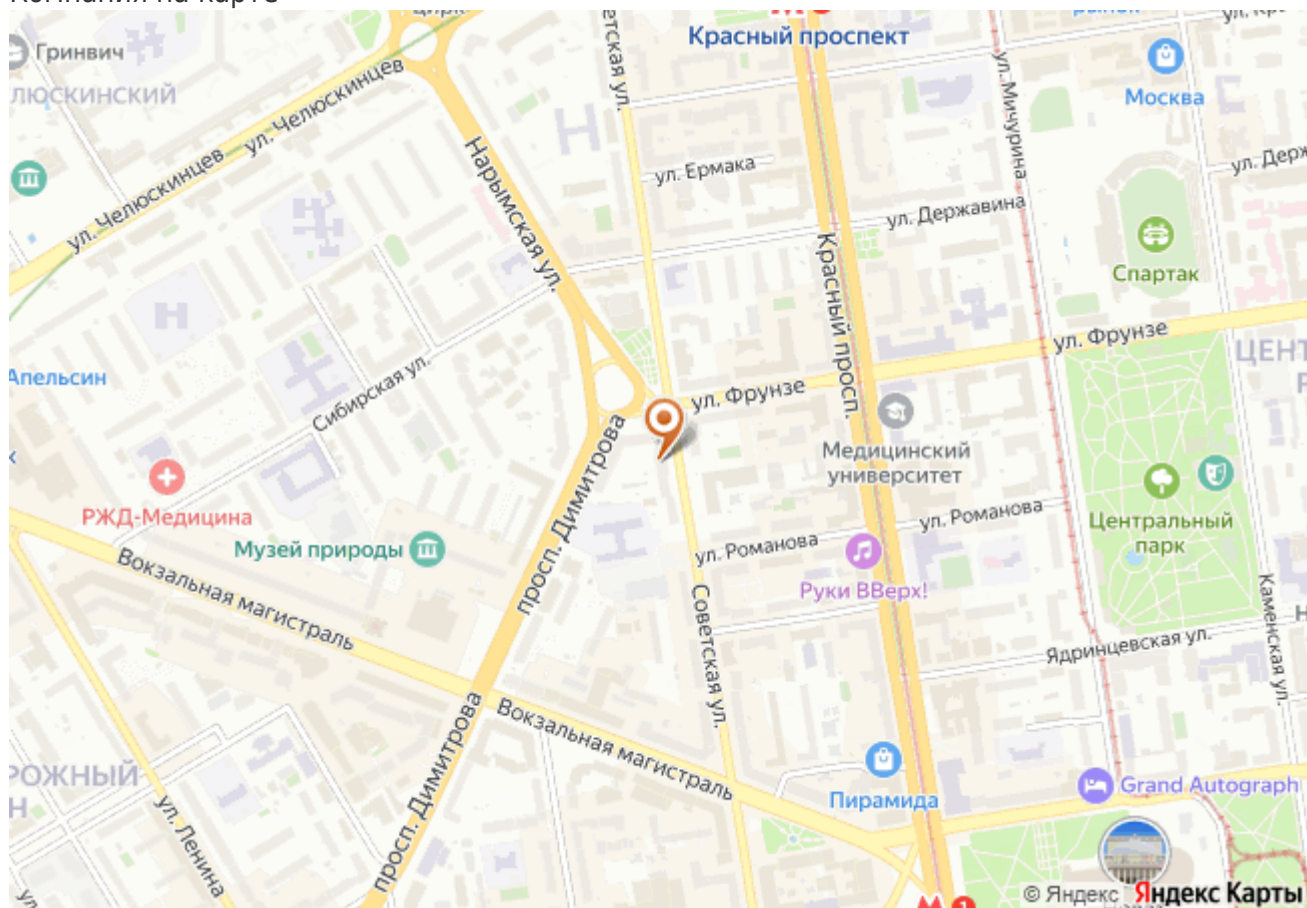 Компания на карте
Гринвич
Красный проспект
Москва
ул. Челюскинцев
ул. Челюскинцев
Нарымская ул.
ул. Ермака
ул. Мичурина
ул. Державина
Спартак
Красный просп.
ул. Фрунзе
Апельсин
Сибирская ул.
ул. Фрунзе
Медицинский
университет
РЖД-Медицина
Музей природы
просп. Димитрова
ул. Романова
ул. Романова
Центральный
парк
Руки ВВерх!
Вокзальная магистраль
Советская ул.
Ядринцевская ул.
Каменская ул.
Вокзальная магистраль
просп. Димитрова
ул. Ленина
Пирамида
Grand Autograph
© Яндекс Яндекс Карты